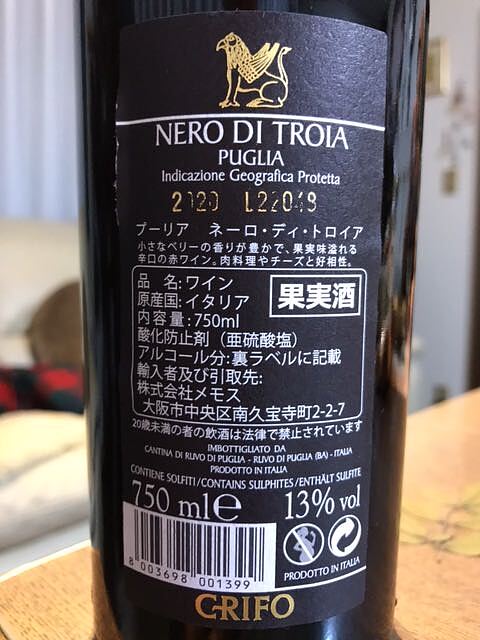 NERO DI TROIA
PUGLIA
Indicazione Geografica Protetta
2020 L22048
プーリア ネーロ・ディ・トロイア
小さなベリーの香りが豊かで、果実味溢れる
辛口の赤ワイン。肉料理やチーズと好相性。
品 名:ワイン
原産国:イタリア
果実酒
内容量:750ml
酸化防止剤(亜硫酸塩)
アルコール分:裏ラベルに記載
輸入者及び引取先:
株式会社メモス
大阪市中央区南久宝寺町2-2-7
20歳未満の者の飲酒は法律で禁止されています
IMBOTTIGLIATO DA
CANTINA DI RUVO DI PUGLIA - RUVO DI PUGLIA (BA) - ITALIA
PRODOTTO IN ITALIA
CONTIENE SOLFITI/CONTAINS SULPHITES/ENTHÄLT SULFITE
750 ml e 13% vol
8 003698 001399
PRODOTTO IN ITALIA
GRIFO